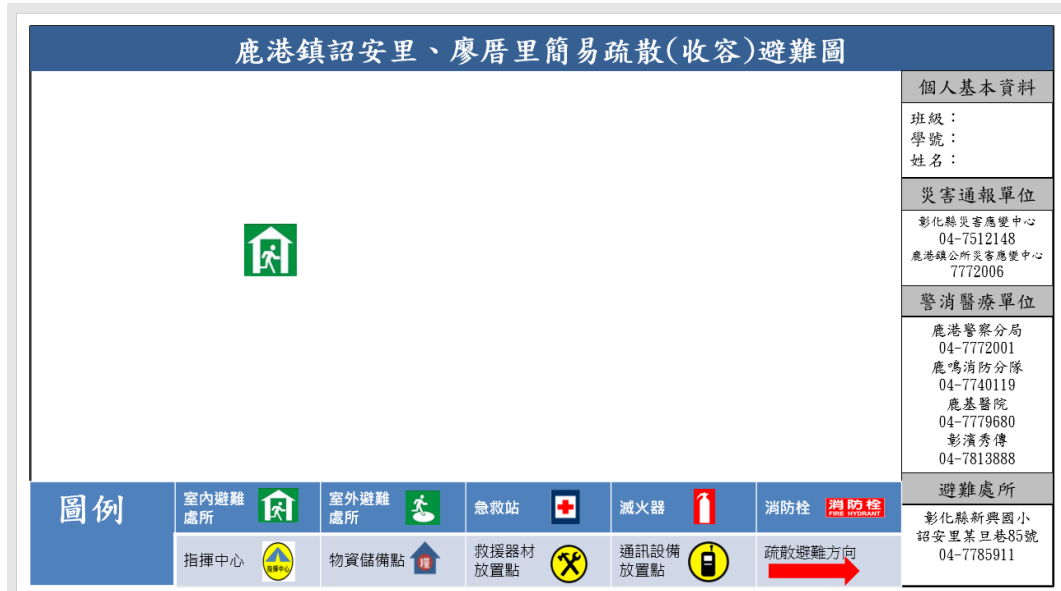 鹿港鎮詔安里、廖厝里簡易疏散(收容)避難圖
個人基本資料
班級：
學號：
姓名：
災害通報單位
彰化縣災害應變中心
04-7512148
鹿港鎮公所災害應變中心
7772006
警消醫療單位
鹿港警察分局
04-7772001
鹿鳴消防分隊
04-7740119
鹿基醫院
04-7779680
彰濱秀傳
04-7813888
避難處所
彰化縣新興國小
詔安里某旦巷85號
04-7785911
圖例
室內避難
處所
室外避難
處所
急救站
滅火器
消防栓
消防栓
FIRE HYDRANT
指揮中心
指揮中心
物資儲備點
糧
救援器材
放置點
通訊設備
放置點
疏散避難方向